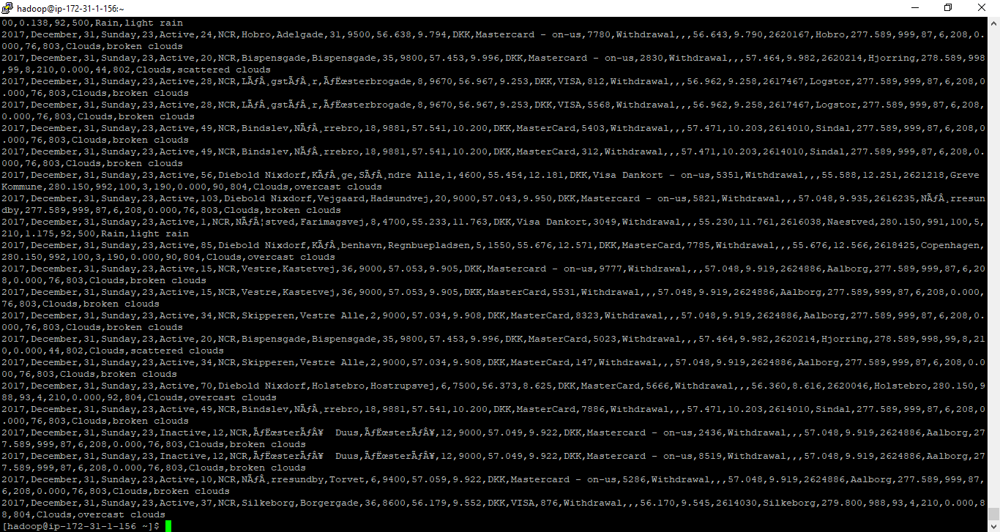 hadoop@ip-172-31-1-156:~
00,0.138,92,500,Rain,light rain
2017,December,31,Sunday,23,Active,24,NCR,Hobro,Adelgade,31,9500,56.638,9.794,DKK,Mastercard - on-us,7780,Withdrawal,,,56.643,9.790,2620167,Hobro,277.589,999,87,6,208,0.
000,76,803,Clouds,broken clouds
2017,December,31,Sunday,23,Active,20,NCR,Bispensgade,Bispensgade,35,9800,57.453,9.996,DKK,Mastercard - on-us,2830,Withdrawal,,,57.464,9.982,2620214,Hjorring,278.589,998
,99,8,210,0.000,44,802,Clouds,scattered clouds
2017,December,31,Sunday,23,Active,28,NCR,LÃƒÂ¸gstÃƒÂ¸r,ÃƒËœsterbrogade,8,9670,56.967,9.253,DKK,VISA,812,Withdrawal,,,56.962,9.258,2617467,Logstor,277.589,999,87,6,208,0
.000,76,803,Clouds,broken clouds
2017,December,31,Sunday,23,Active,28,NCR,LÃƒÂ¸gstÃƒÂ¸r,ÃƒËœsterbrogade,8,9670,56.967,9.253,DKK,VISA,5568,Withdrawal,,,56.962,9.258,2617467,Logstor,277.589,999,87,6,208,
0.000,76,803,Clouds,broken clouds
2017,December,31,Sunday,23,Active,49,NCR,Bindslev,NÃƒÂ¸rrebro,18,9881,57.541,10.200,DKK,MasterCard,5403,Withdrawal,,,57.471,10.203,2614010,Sindal,277.589,999,87,6,208,0
.000,76,803,Clouds,broken clouds
2017,December,31,Sunday,23,Active,49,NCR,Bindslev,NÃƒÂ¸rrebro,18,9881,57.541,10.200,DKK,MasterCard,312,Withdrawal,,,57.471,10.203,2614010,Sindal,277.589,999,87,6,208,0.
000,76,803,Clouds,broken clouds
2017,December,31,Sunday,23,Active,56,Diebold Nixdorf,KÃƒÂ¸ge,SÃƒÂ¸ndre Alle,1,4600,55.454,12.181,DKK,Visa Dankort - on-us,5351,Withdrawal,,,55.588,12.251,2621218,Greve 
Kommune,280.150,992,100,3,190,0.000,90,804,Clouds,overcast clouds
2017,December,31,Sunday,23,Active,103,Diebold Nixdorf,Vejgaard,Hadsundvej,20,9000,57.043,9.950,DKK,Mastercard - on-us,5821,Withdrawal,,,57.048,9.935,2616235,NÃƒÂ¸rresun
dby,277.589,999,87,6,208,0.000,76,803,Clouds,broken clouds
2017,December,31,Sunday,23,Active,1,NCR,NÃƒÂ¦stved,Farimagsvej,8,4700,55.233,11.763,DKK,Visa Dankort,3049,Withdrawal,,,55.230,11.761,2616038,Naestved,280.150,991,100,5,
210,1.175,92,500,Rain,light rain
2017,December,31,Sunday,23,Active,85,Diebold Nixdorf,KÃƒÂ¸benhavn,Regnbuepladsen,5,1550,55.676,12.571,DKK,MasterCard,7785,Withdrawal,,,55.676,12.566,2618425,Copenhagen,
280.150,992,100,3,190,0.000,90,804,Clouds,overcast clouds
2017,December,31,Sunday,23,Active,15,NCR,Vestre,Kastetvej,36,9000,57.053,9.905,DKK,Mastercard - on-us,9777,Withdrawal,,,57.048,9.919,2624886,Aalborg,277.589,999,87,6,20
8,0.000,76,803,Clouds,broken clouds
2017,December,31,Sunday,23,Active,15,NCR,Vestre,Kastetvej,36,9000,57.053,9.905,DKK,MasterCard,5531,Withdrawal,,,57.048,9.919,2624886,Aalborg,277.589,999,87,6,208,0.000,
76,803,Clouds,broken clouds
2017,December,31,Sunday,23,Active,34,NCR,Skipperen,Vestre Alle,2,9000,57.034,9.908,DKK,MasterCard,8323,Withdrawal,,,57.048,9.919,2624886,Aalborg,277.589,999,87,6,208,0.
000,76,803,Clouds,broken clouds
2017,December,31,Sunday,23,Active,20,NCR,Bispensgade,Bispensgade,35,9800,57.453,9.996,DKK,MasterCard,5023,Withdrawal,,,57.464,9.982,2620214,Hjorring,278.589,998,99,8,21
0,0.000,44,802,Clouds,scattered clouds
2017,December,31,Sunday,23,Active,34,NCR,Skipperen,Vestre Alle,2,9000,57.034,9.908,DKK,MasterCard,147,Withdrawal,,,57.048,9.919,2624886,Aalborg,277.589,999,87,6,208,0.0
00,76,803,Clouds,broken clouds
2017,December,31,Sunday,23,Active,70,Diebold Nixdorf,Holstebro,Hostrupsvej,6,7500,56.373,8.625,DKK,MasterCard,5666,Withdrawal,,,56.360,8.616,2620046,Holstebro,280.150,9
88,93,4,210,0.000,92,804,Clouds,overcast clouds
2017,December,31,Sunday,23,Active,49,NCR,Bindslev,NÃƒÂ¸rrebro,18,9881,57.541,10.200,DKK,MasterCard,7886,Withdrawal,,,57.471,10.203,2614010,Sindal,277.589,999,87,6,208,0
.000,76,803,Clouds,broken clouds
2017,December,31,Sunday,23,Inactive,12,NCR,ÃƒËœsterÃƒÂ¥  Duus,ÃƒËœsterÃƒÂ¥,12,9000,57.049,9.922,DKK,Mastercard - on-us,2436,Withdrawal,,,57.048,9.919,2624886,Aalborg,27
7.589,999,87,6,208,0.000,76,803,Clouds,broken clouds
2017,December,31,Sunday,23,Inactive,12,NCR,ÃƒËœsterÃƒÂ¥  Duus,ÃƒËœsterÃƒÂ¥,12,9000,57.049,9.922,DKK,Mastercard - on-us,8519,Withdrawal,,,57.048,9.919,2624886,Aalborg,27
7.589,999,87,6,208,0.000,76,803,Clouds,broken clouds
2017,December,31,Sunday,23,Active,10,NCR,NÃƒÂ¸rresundby,Torvet,6,9400,57.059,9.922,DKK,Mastercard - on-us,5286,Withdrawal,,,57.048,9.919,2624886,Aalborg,277.589,999,87,
6,208,0.000,76,803,Clouds,broken clouds
2017,December,31,Sunday,23,Active,37,NCR,Silkeborg,Borgergade,36,8600,56.179,9.552,DKK,VISA,876,Withdrawal,,,56.170,9.545,2614030,Silkeborg,279.800,988,93,4,210,0.000,8
8,804,Clouds,overcast clouds
[hadoop@ip-172-31-1-156 ~]$